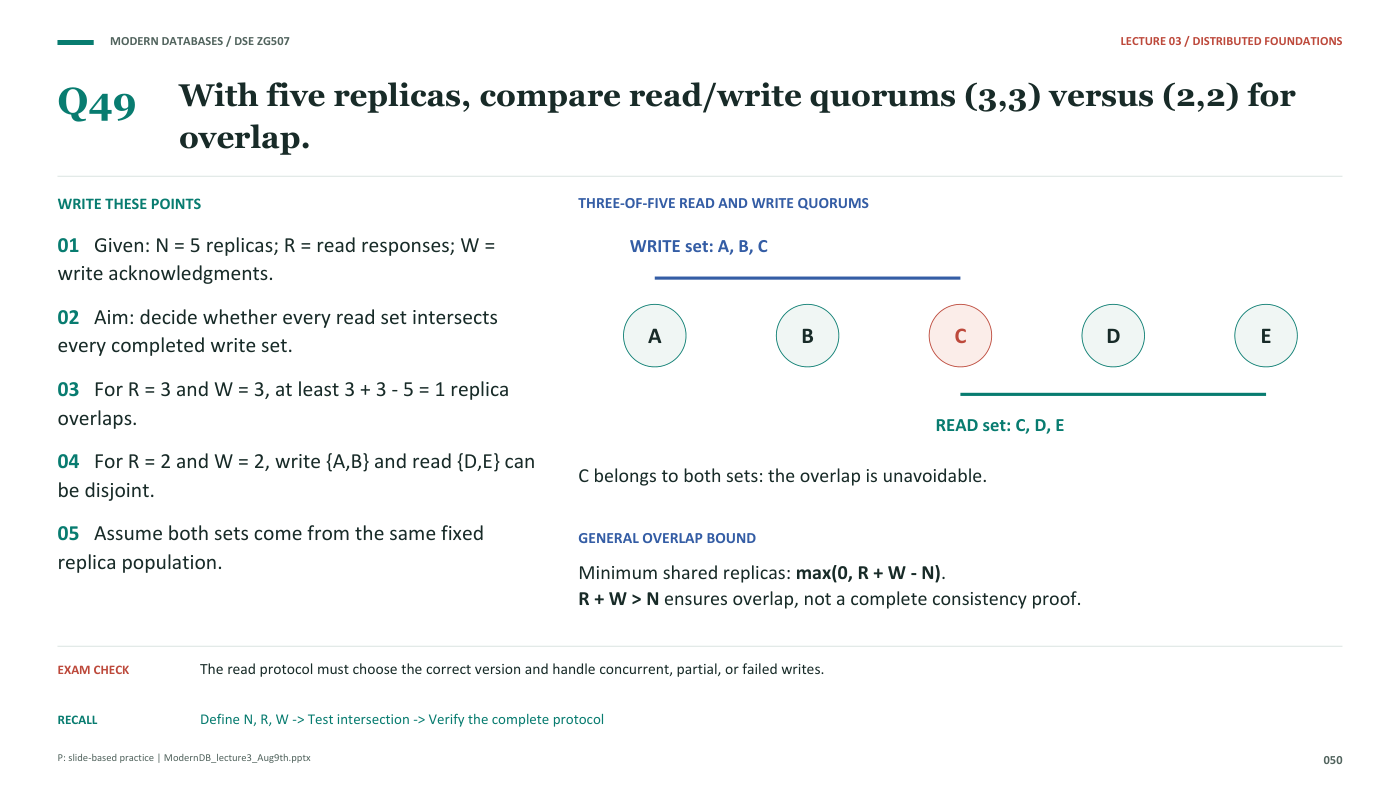 MODERN DATABASES / DSE ZG507
LECTURE 03 / DISTRIBUTED FOUNDATIONS
Q49
With five replicas, compare read/write quorums (3,3) versus (2,2) for
overlap.
WRITE THESE POINTS
01 Given: N = 5 replicas; R = read responses; W =
write acknowledgments.
02 Aim: decide whether every read set intersects
every completed write set.
03 For R = 3 and W = 3, at least 3 + 3 - 5 = 1 replica
overlaps.
04 For R = 2 and W = 2, write {A,B} and read {D,E} can
be disjoint.
05 Assume both sets come from the same fixed
replica population.
THREE-OF-FIVE READ AND WRITE QUORUMS
WRITE set: A, B, C
A B C D E
READ set: C, D, E
C belongs to both sets: the overlap is unavoidable.
GENERAL OVERLAP BOUND
Minimum shared replicas: max(0, R + W - N).
R + W > N ensures overlap, not a complete consistency proof.
EXAM CHECK
The read protocol must choose the correct version and handle concurrent, partial, or failed writes.
RECALL
Define N, R, W -> Test intersection -> Verify the complete protocol
P: slide-based practice | ModernDB_lecture3_Aug9th.pptx
050